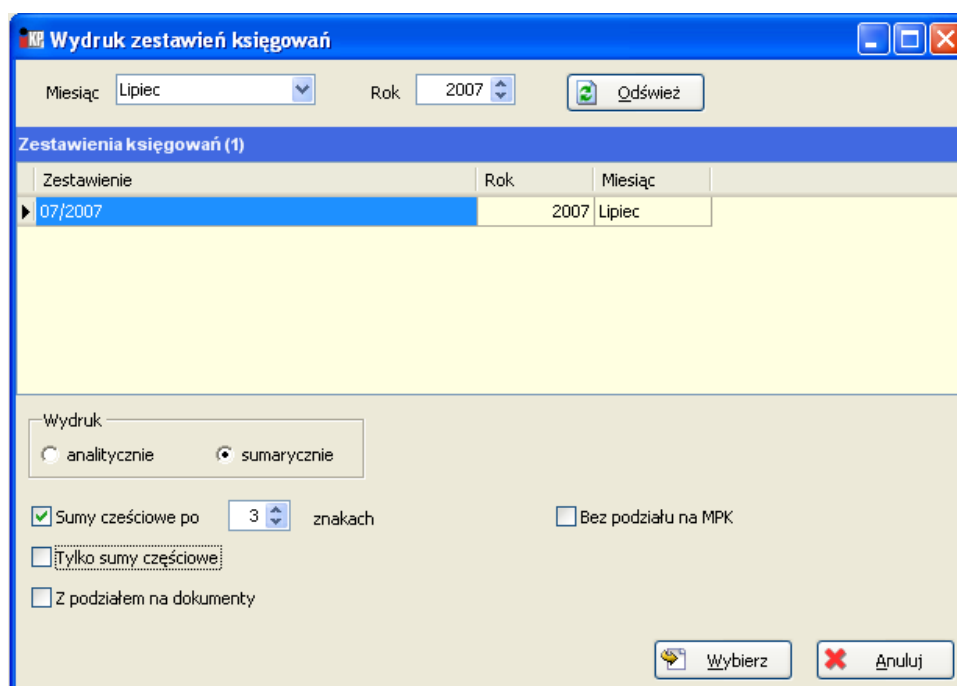 KP Wydruk zestawień księgowań
Miesiąc Lipiec Rok 2007 Odśwież
Zestawienia księgowań (1)
Zestawienie Rok Miesiąc
07/2007 2007 Lipiec
Wydruk
analitycznie sumarycznie
Sumy cześciowe po 3 znakach Bez podziału na MPK
Tylko sumy częściowe
Z podziałem na dokumenty
Wybierz Anuluj